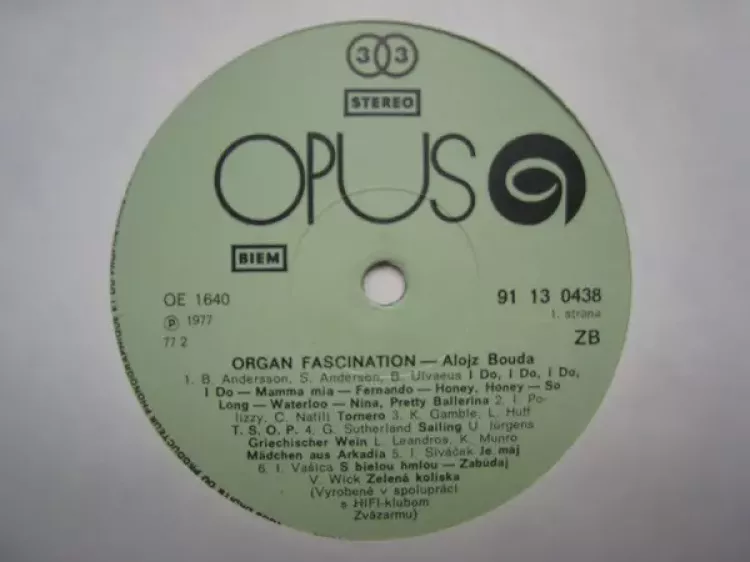 33
STEREO
OPUS
BIEM
OE 1640
91 13 0438
℗ 1977
1. strana
77 2
ZB
ORGAN FASCINATION — Alojz Bouda
1. B. Andersson, S. Anderson, B. Ulvaeus I Do, I Do, I Do,
I Do — Mamma mia — Fernando — Honey, Honey — So
Long — Waterloo — Nina, Pretty Ballerina 2. I. Po-
lizzy, C. Natili Tornero 3. K. Gamble, L. Huff
T. S. O. P. 4. G. Sutherland Sailing U. Jürgens
Griechischer Wein L. Leandros, K. Munro
Mädchen aus Arkadia 5. I. Siváček Je máj
6. I. Vašica S bielou hmlou — Zabúdaj
V. Wick Zelená kolíska
(Vyrobené v spolupráci
s HIFI-klubom
Zväzarmu)
DU PRODUCTEUR